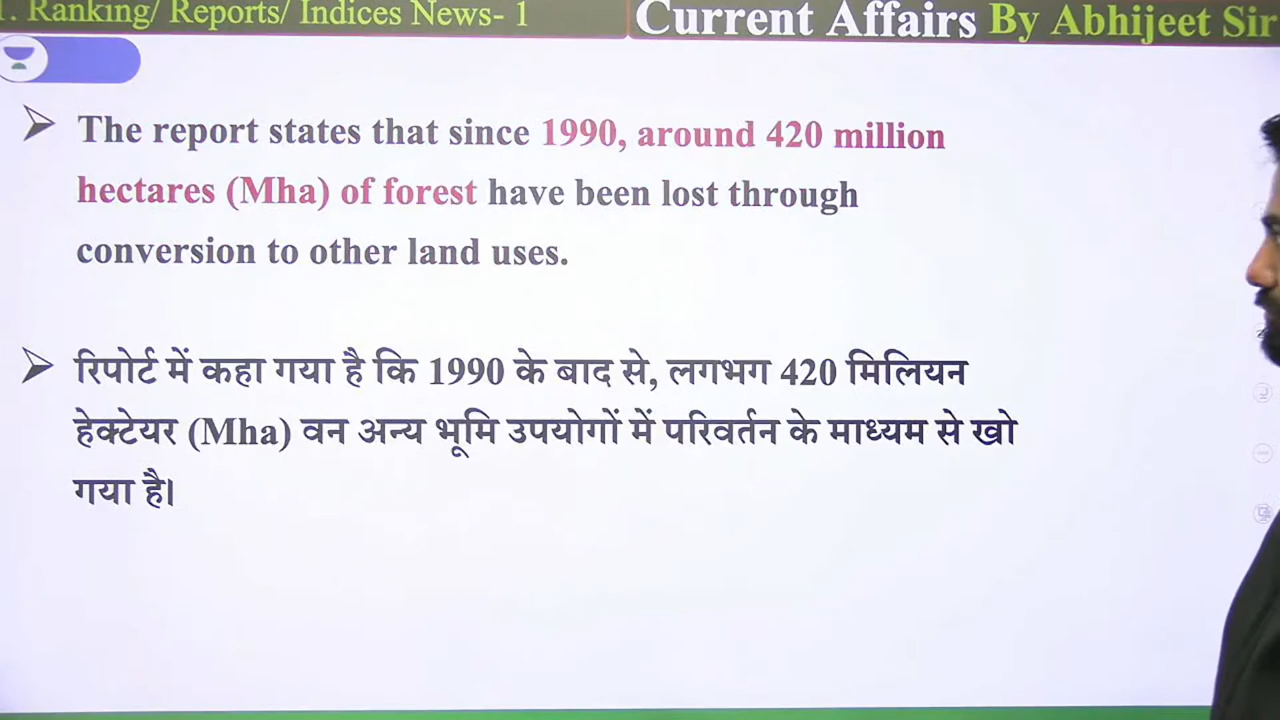 1. Ranking/ Reports/ Indices News- 1
Current Affairs By Abhijeet Sir
The report states that since 1990, around 420 million
hectares (Mha) of forest have been lost through
conversion to other land uses.
रिपोर्ट में कहा गया है कि 1990 के बाद से, लगभग 420 मिलियन
हेक्टेयर (Mha) वन अन्य भूमि उपयोगों में परिवर्तन के माध्यम से खो
गया है।